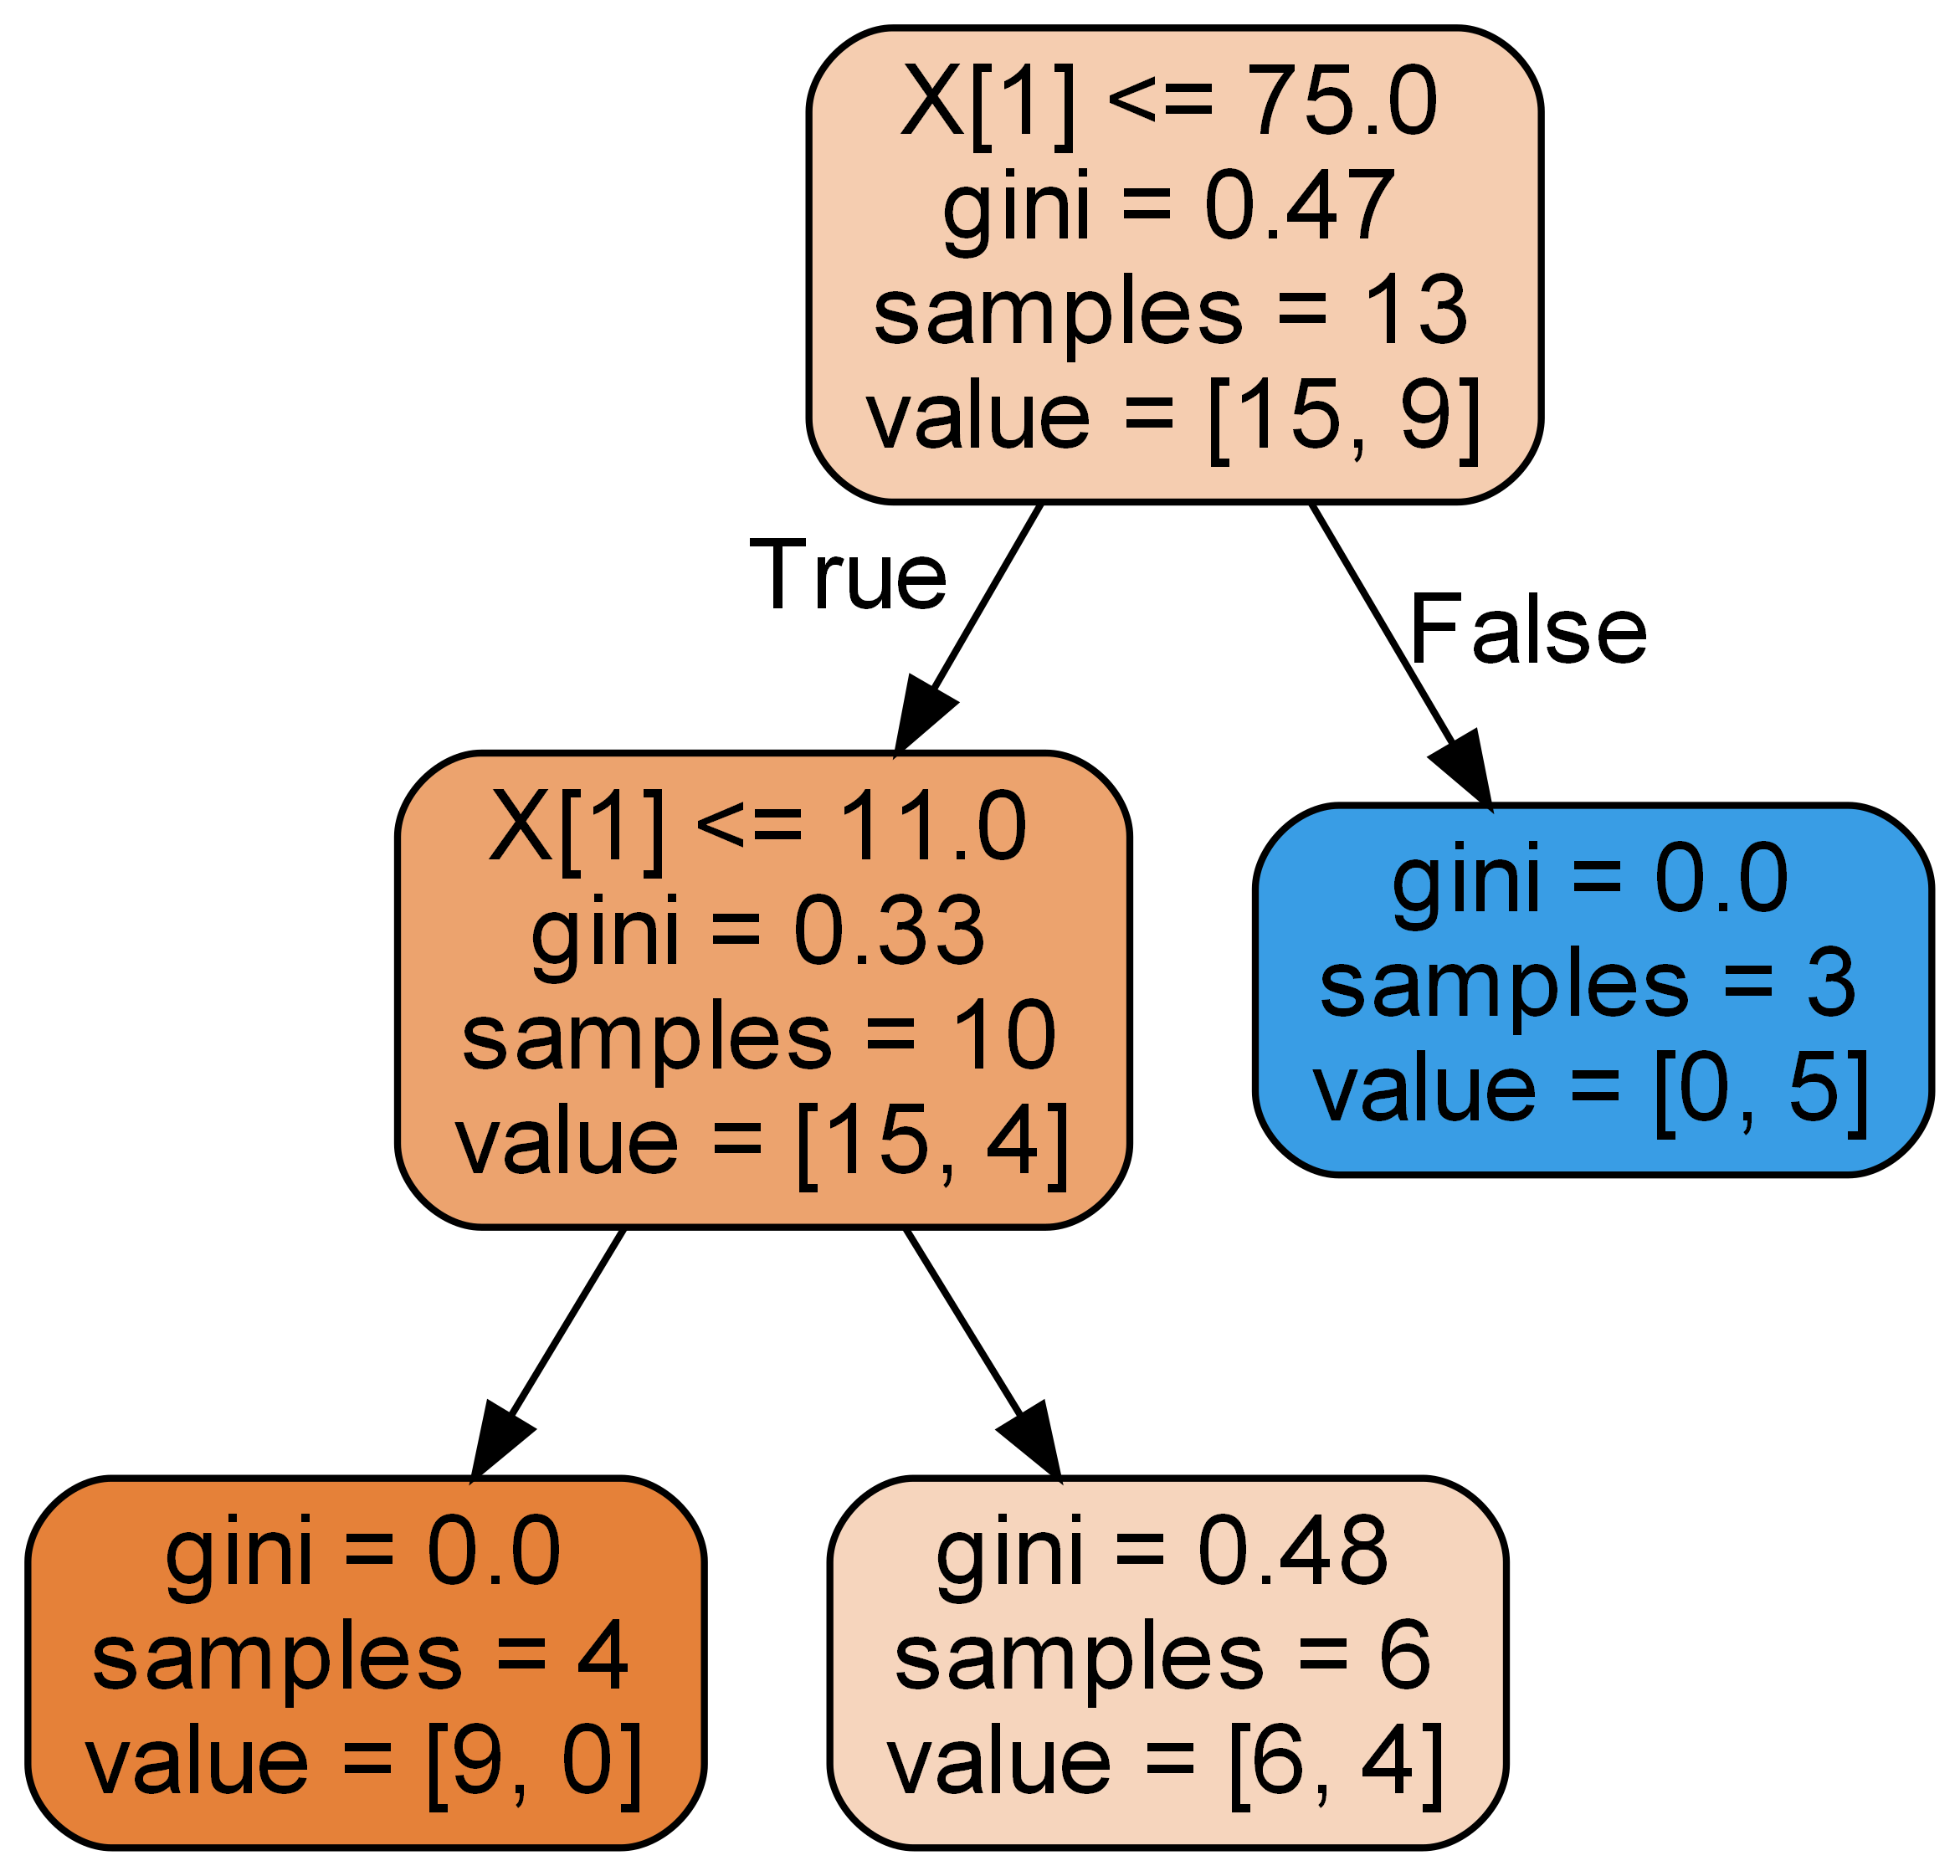 X[1] <= 75.0
gini = 0.47
samples = 13
value = [15, 9]
True
False
X[1] <= 11.0
gini = 0.33
samples = 10
value = [15, 4]
gini = 0.0
samples = 3
value = [0, 5]
gini = 0.0
samples = 4
value = [9, 0]
gini = 0.48
samples = 6
value = [6, 4]